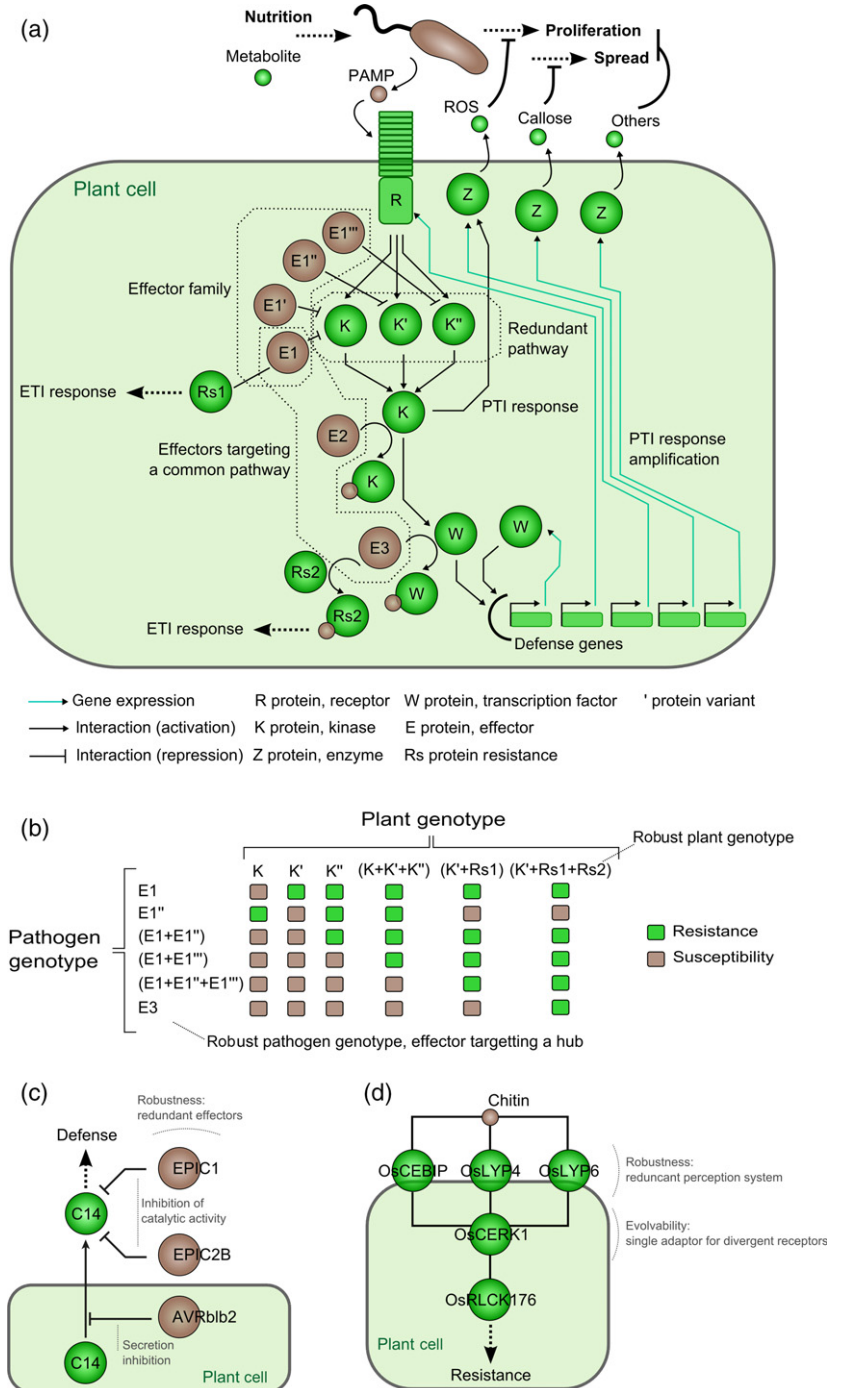 (a)
Nutrition
Metabolite
PAMP
Proliferation
Spread
ROS
Callose
Others
Plant cell
R
Z
Z
Z
E1'''
E1''
Effector family
E1'
K
K'
K''
Redundant
pathway
E1
ETI response
Rs1
K
PTI response
E2
Effectors targeting
a common pathway
PTI response
amplification
K
W
W
E3
Rs2
W
Rs2
ETI response
Defense genes
Gene expression
R protein, receptor
W protein, transcription factor
' protein variant
Interaction (activation)
K protein, kinase
E protein, effector
Interaction (repression)
Z protein, enzyme
Rs protein resistance
(b)
Plant genotype
Robust plant genotype
K K' K'' (K+K'+K'') (K'+Rs1) (K'+Rs1+Rs2)
Pathogen
genotype
E1
E1''
(E1+E1'')
(E1+E1''')
(E1+E1''+E1''')
E3
Resistance
Susceptibility
Robust pathogen genotype, effector targetting a hub
(c)
Robustness:
redundant effectors
Defense
EPIC1
C14
Inhibition of
catalytic activity
EPIC2B
AVRblb2
Secretion
inhibition
C14
Plant cell
(d)
Chitin
OsCEBIP
OsLYP4
OsLYP6
Robustness:
reduncant perception system
OsCERK1
Evolvability:
single adaptor for divergent receptors
OsRLCK176
Plant cell
Resistance